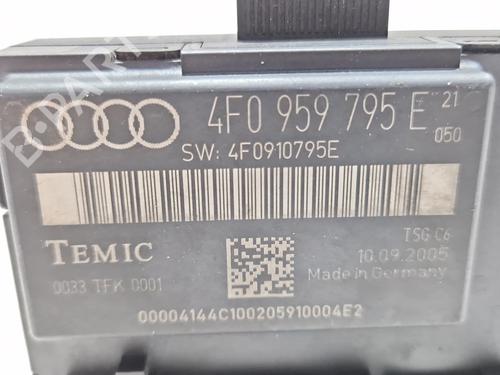 4F0 959 795 E 21
050
SW: 4F0910795E
TEMIC
TSG C6
10.09.2005
0033 TFK 0001
Made in Germany
00004144C100205910004E2